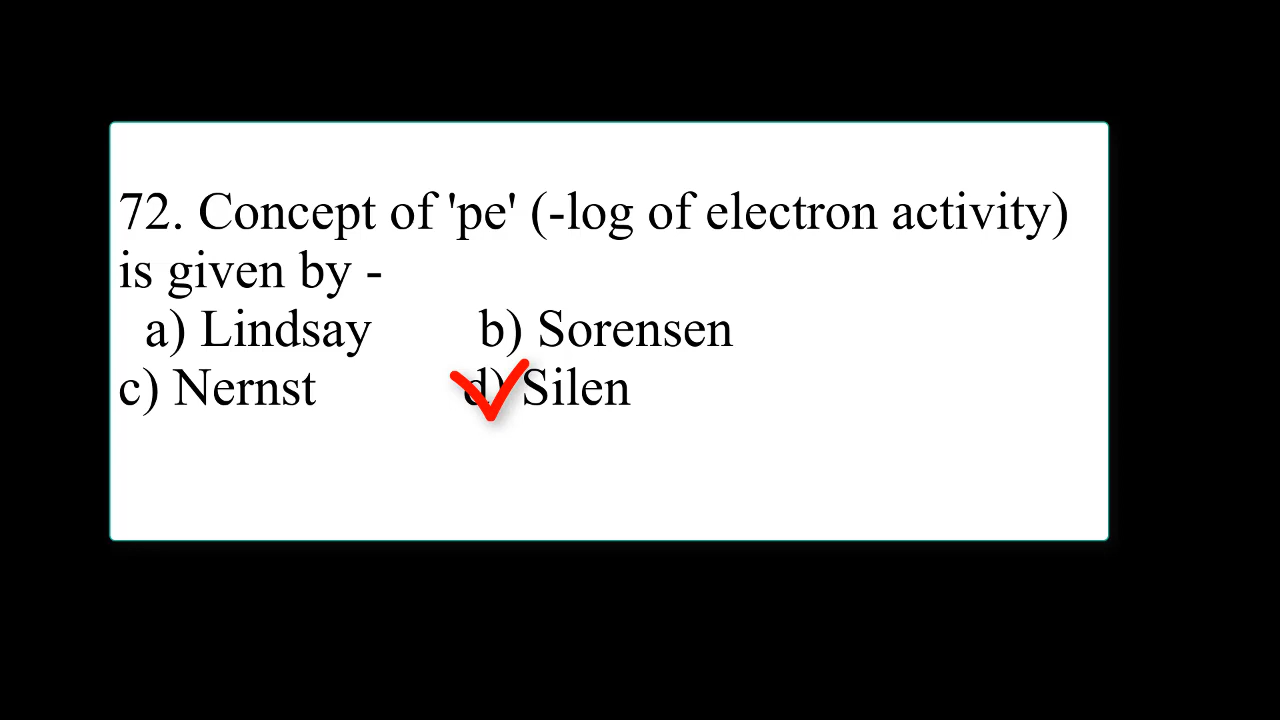 72. Concept of 'pe' (-log of electron activity)
is given by -
a) Lindsay b) Sorensen
c) Nernst d) Silen